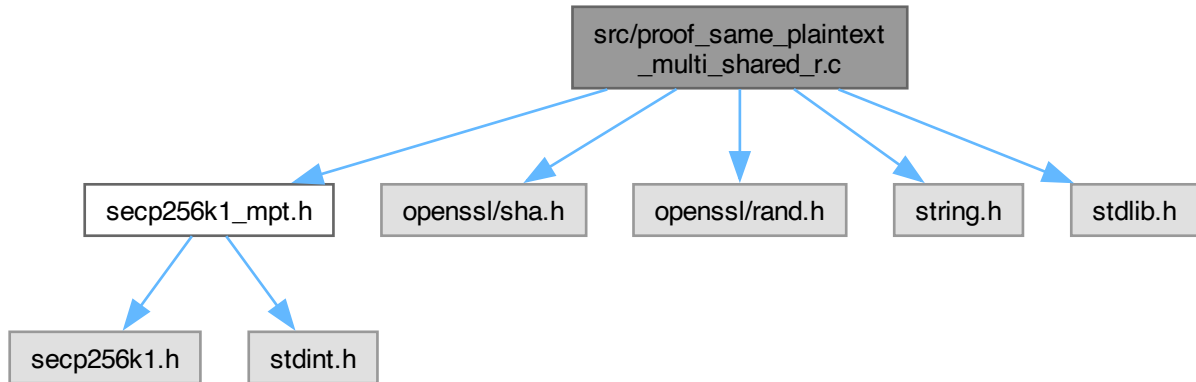 src/proof_same_plaintext
_multi_shared_r.c
secp256k1_mpt.h
openssl/sha.h
openssl/rand.h
string.h
stdlib.h
secp256k1.h
stdint.h